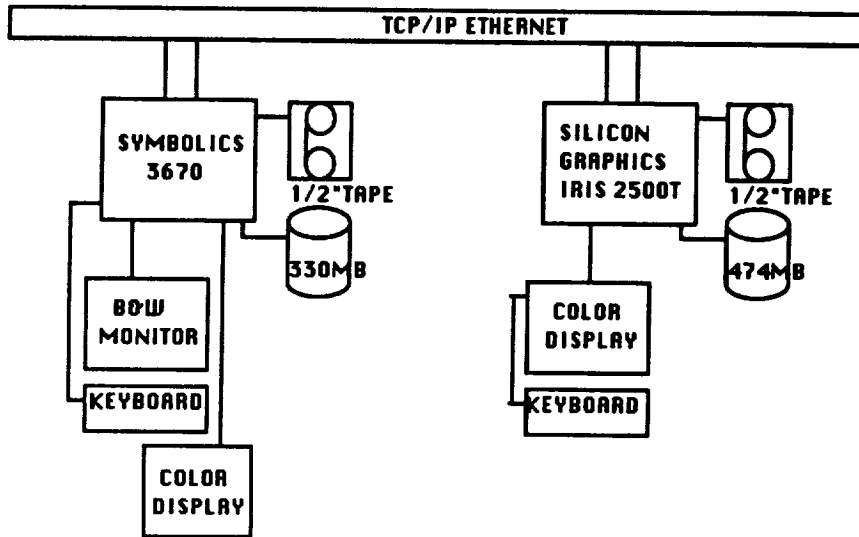 TCP/IP ETHERNET
SYMBOLICS
3670
1/2"TAPE
330MB
B&W
MONITOR
KEYBOARD
COLOR
DISPLAY
SILICON
GRAPHICS
IRIS 2500T
1/2"TAPE
474MB
COLOR
DISPLAY
KEYBOARD